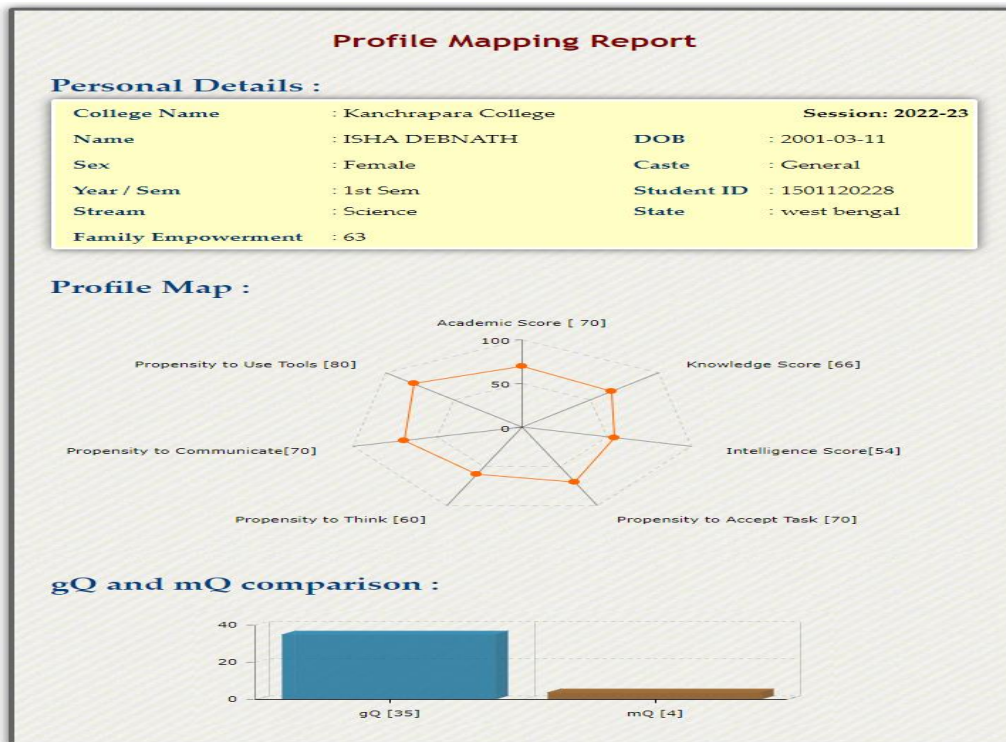 Profile Mapping Report
Personal Details :
College Name : Kanchrapara College Session: 2022-23
Name : ISHA DEBNATH DOB : 2001-03-11
Sex : Female Caste : General
Year / Sem : 1st Sem Student ID : 1501120228
Stream : Science State : west bengal
Family Empowerment : 63
Profile Map :
Academic Score [ 70]
100
Propensity to Use Tools [80] Knowledge Score [66]
50
0
Propensity to Communicate[70] Intelligence Score[54]
Propensity to Think [60] Propensity to Accept Task [70]
gQ and mQ comparison :
40
20
0
gQ [35] mQ [4]